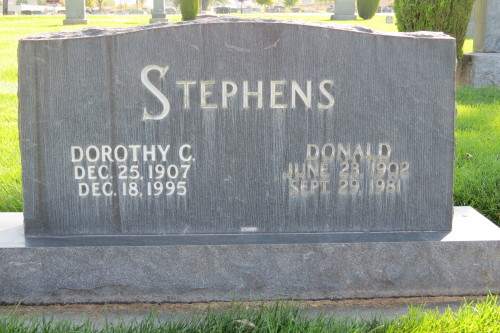 STEPHENS
DOROTHY C.
DEC. 25, 1907
DEC. 18, 1995
DONALD
JUNE 23, 1902
SEPT. 29, 1981